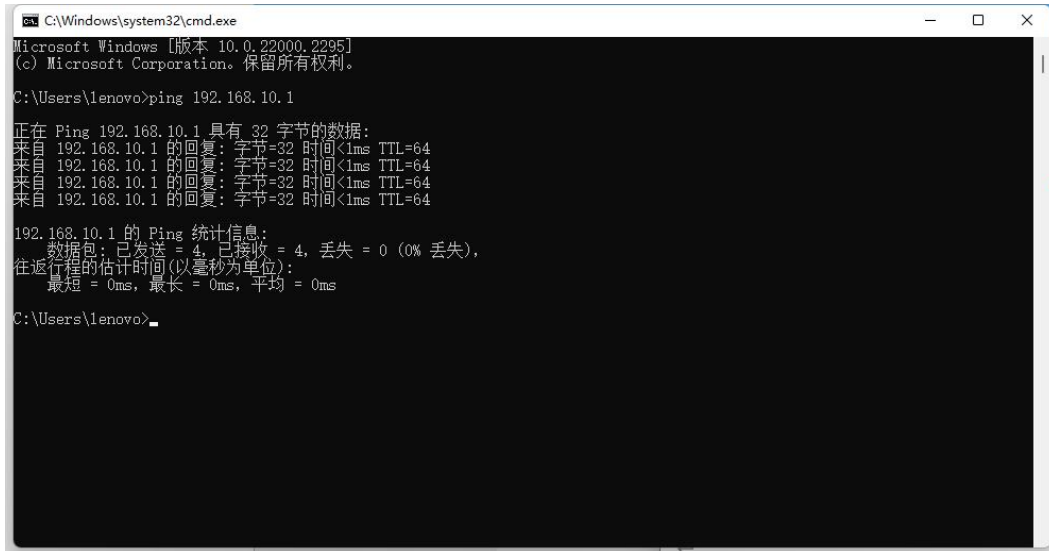 C:\Windows\system32\cmd.exe
Microsoft Windows [版本 10.0.22000.2295]
(c) Microsoft Corporation。保留所有权利。
C:\Users\lenovo>ping 192.168.10.1
正在 Ping 192.168.10.1 具有 32 字节的数据:
来自 192.168.10.1 的回复: 字节=32 时间<1ms TTL=64
来自 192.168.10.1 的回复: 字节=32 时间<1ms TTL=64
来自 192.168.10.1 的回复: 字节=32 时间<1ms TTL=64
来自 192.168.10.1 的回复: 字节=32 时间<1ms TTL=64
192.168.10.1 的 Ping 统计信息:
数据包: 已发送 = 4, 已接收 = 4, 丢失 = 0 (0% 丢失),
往返行程的估计时间(以毫秒为单位):
最短 = 0ms, 最长 = 0ms, 平均 = 0ms
C:\Users\lenovo>